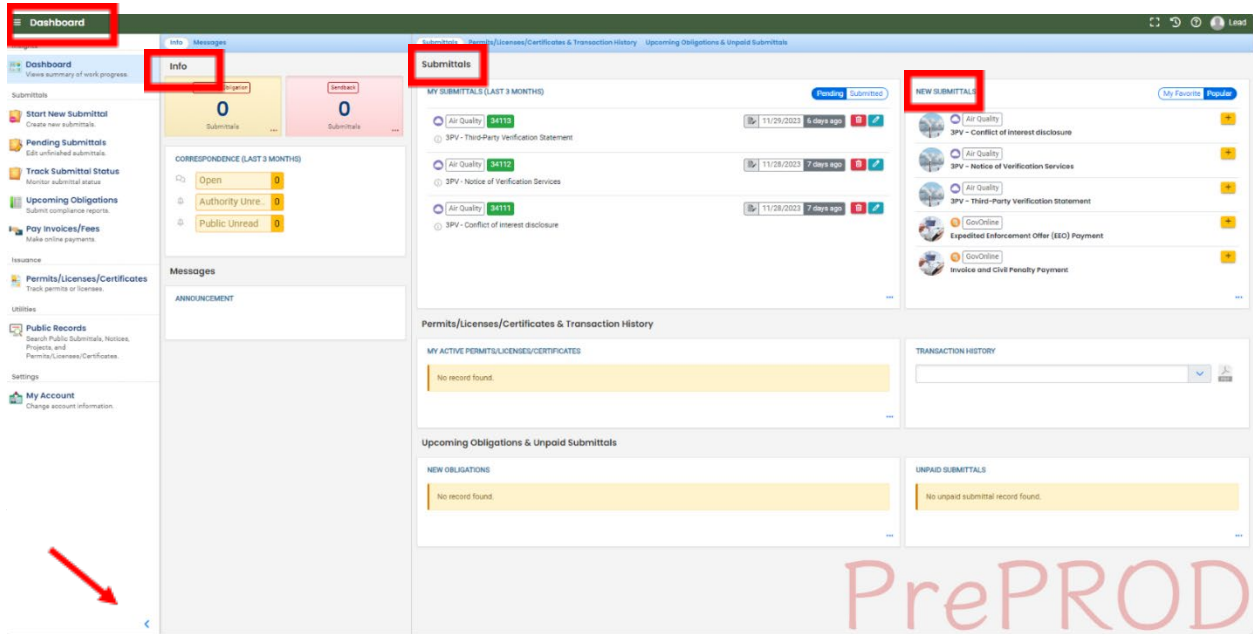 Dashboard
Lead
Dashboard
Views summary of work progress.
Submittals
Start New Submittal
Create new submittals.
Pending Submittals
Edit unfinished submittals.
Track Submittal Status
Monitor submittal status
Upcoming Obligations
Submit compliance reports.
Pay Invoices/Fees
Make online payments.
Issuance
Permits/Licenses/Certificates
Track permits or licenses.
Utilities
Public Records
Search Public Submittals, Notices,
Projects, and
Permits/Licenses/Certificates.
Settings
My Account
Change account information.
Info Messages
Info
0
Submittals
Sendback
0
Submittals
CORRESPONDENCE (LAST 3 MONTHS)
Open 0
Authority Unre.. 0
Public Unread 0
Messages
ANNOUNCEMENT
Submittals Permits/Licenses/Certificates & Transaction History Upcoming Obligations & Unpaid Submittals
Submittals
MY SUBMITTALS (LAST 3 MONTHS) Pending Submitted
Air Quality 34113 11/29/2023 6 days ago
3PV - Third-Party Verification Statement
Air Quality 34112 11/28/2023 7 days ago
3PV - Notice of Verification Services
Air Quality 34111 11/28/2023 7 days ago
3PV - Conflict of interest disclosure
NEW SUBMITTALS My Favorite Popular
Air Quality
3PV - Conflict of interest disclosure
Air Quality
3PV - Notice of Verification Services
Air Quality
3PV - Third-Party Verification Statement
GovOnline
Expedited Enforcement Offer (EEO) Payment
GovOnline
Invoice and Civil Penalty Payment
Permits/Licenses/Certificates & Transaction History
MY ACTIVE PERMITS/LICENSES/CERTIFICATES
No record found.
TRANSACTION HISTORY
Upcoming Obligations & Unpaid Submittals
NEW OBLIGATIONS
No record found.
UNPAID SUBMITTALS
No unpaid submittal record found.
PrePROD